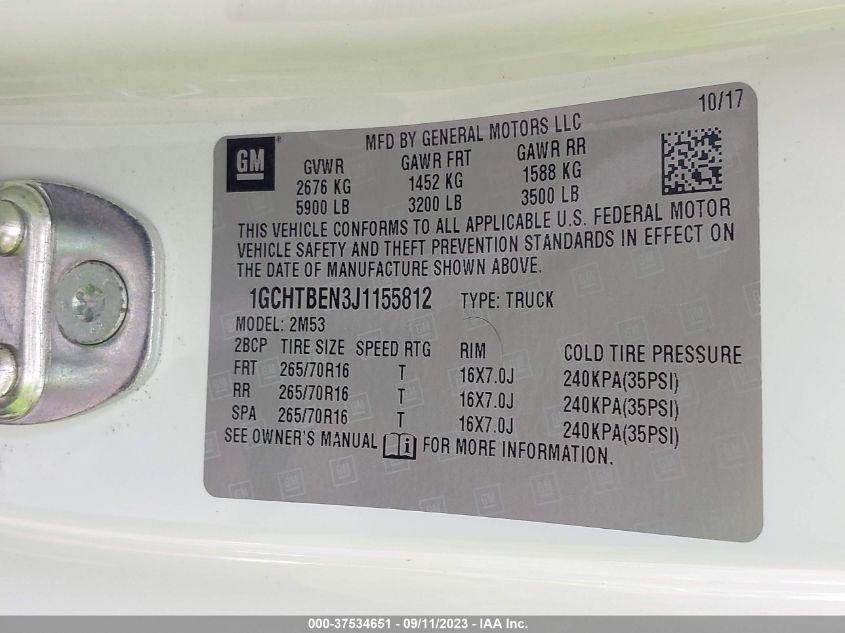 10/17
MFD BY GENERAL MOTORS LLC
GM ®
GVWR GAWR FRT GAWR RR
2676 KG 1452 KG 1588 KG
5900 LB 3200 LB 3500 LB
THIS VEHICLE CONFORMS TO ALL APPLICABLE U.S. FEDERAL MOTOR
VEHICLE SAFETY AND THEFT PREVENTION STANDARDS IN EFFECT ON
THE DATE OF MANUFACTURE SHOWN ABOVE.
1GCHTBEN3J1155812 TYPE: TRUCK
MODEL: 2M53
2BCP TIRE SIZE SPEED RTG RIM COLD TIRE PRESSURE
FRT 265/70R16 T 16X7.0J 240KPA(35PSI)
RR 265/70R16 T 16X7.0J 240KPA(35PSI)
SPA 265/70R16 T 16X7.0J 240KPA(35PSI)
SEE OWNER'S MANUAL i FOR MORE INFORMATION.
000-37534651 - 09/11/2023 - IAA Inc.